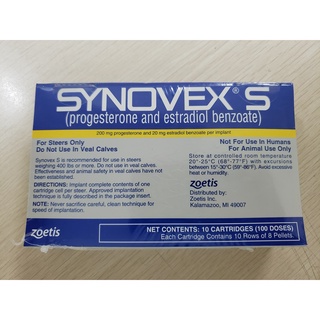 SYNOVEX® S
(progesterone and estradiol benzoate)
200 mg progesterone and 20 mg estradiol benzoate per implant
For Steers Only
Do Not Use In Veal Calves
Synovex S is recommended for use in steers
weighing 400 lbs or more. Do not use in veal calves.
Effectiveness and animal safety in veal calves have not
been established.
DIRECTIONS: Implant complete contents of one
cartridge cell per steer. Approved implantation
technique is fully described in the package insert.
NOTE: Never sacrifice careful, clean technique for
speed of implantation.
Not For Use In Humans
For Animal Use Only
Store at controlled room temperature
20°-25°C (68°-77°F) with excursions
between 15°-30°C (59°-86°F). Avoid excessive
heat or humidity.
zoetis
Distributed by:
Zoetis Inc.
Kalamazoo, MI 49007
zoetis
NET CONTENTS: 10 CARTRIDGES (100 DOSES)
Each Cartridge Contains 10 Rows of 8 Pellets.